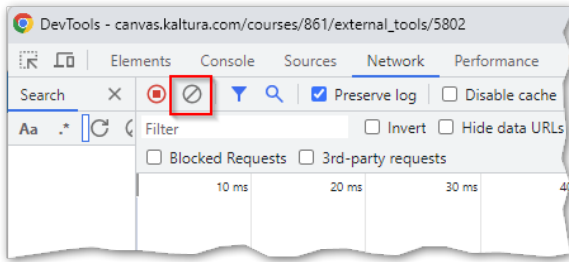 DevTools - canvas.kaltura.com/courses/861/external_tools/5802
Elements Console Sources Network Performance
Search Preserve log Disable cache
Aa .* Filter Invert Hide data URLs
Blocked Requests 3rd-party requests
10 ms 20 ms 30 ms